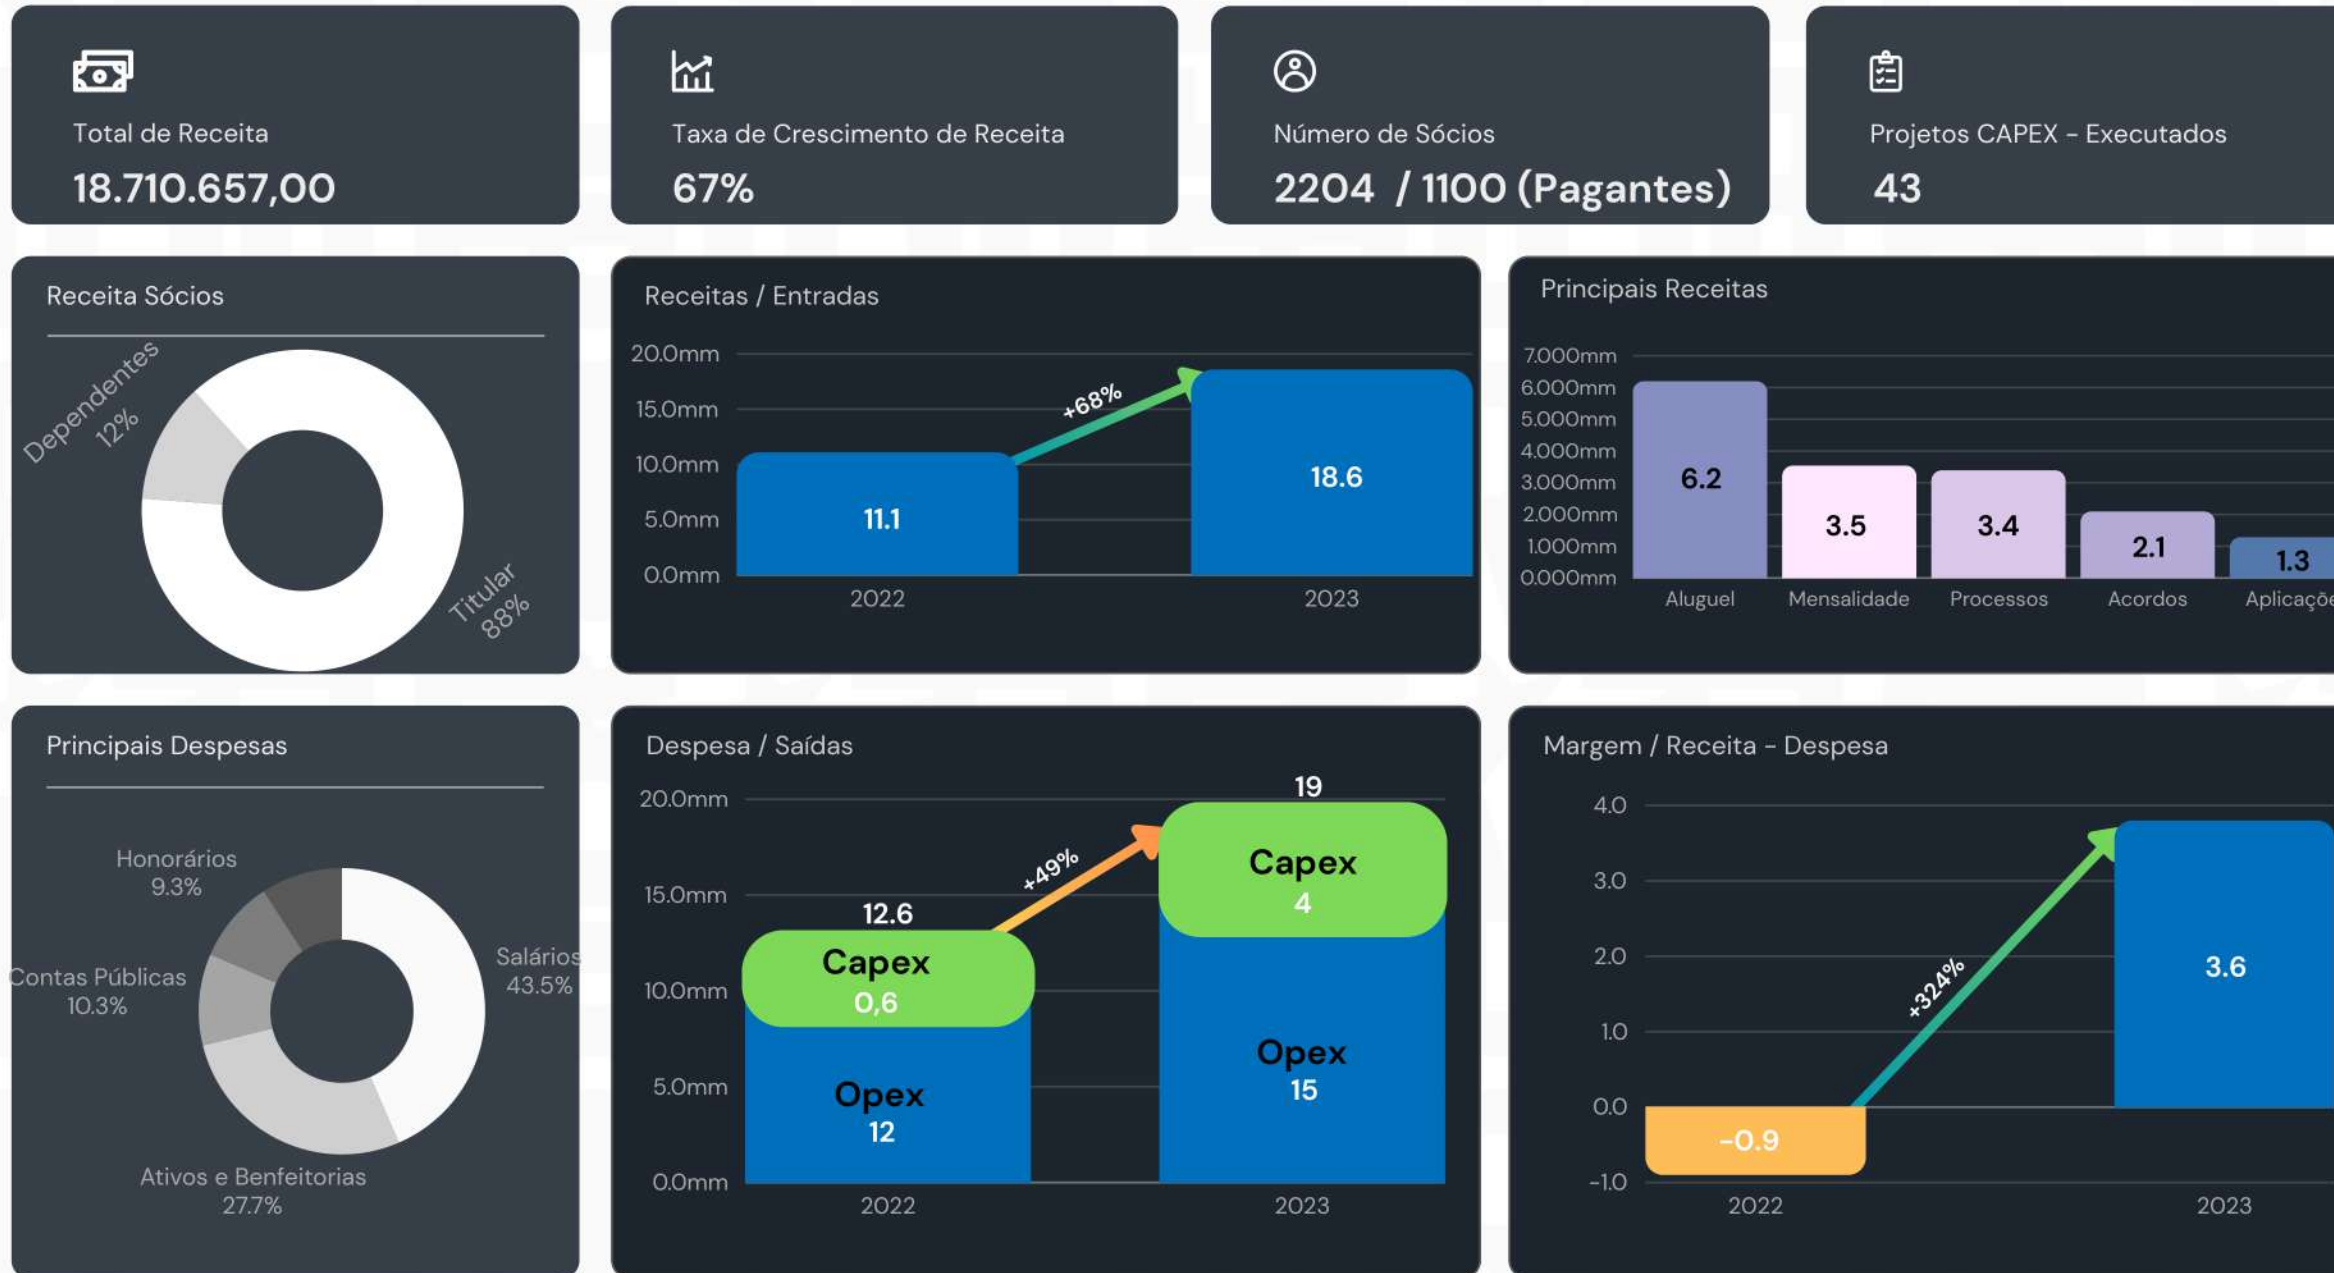 Total de Receita
18.710.657,00
Taxa de Crescimento de Receita
67%
Número de Sócios
2204 / 1100 (Pagantes)
Projetos CAPEX - Executados
43
Receita Sócios
Dependentes
12%
Titular
88%
Receitas / Entradas
20.0mm
15.0mm
10.0mm
5.0mm
0.0mm
+68%
11.1
18.6
2022
2023
Principais Receitas
7.000mm
6.000mm
5.000mm
4.000mm
3.000mm
2.000mm
1.000mm
0.000mm
6.2
3.5
3.4
2.1
1.3
Aluguel
Mensalidade
Processos
Acordos
Aplicaçõe
Principais Despesas
Honorários
9.3%
Contas Públicas
10.3%
Salários
43.5%
Ativos e Benfeitorias
27.7%
Despesa / Saídas
20.0mm
15.0mm
10.0mm
5.0mm
0.0mm
12.6
Capex
0,6
Opex
12
+49%
19
Capex
4
Opex
15
2022
2023
Margem / Receita - Despesa
4.0
3.0
2.0
1.0
0.0
-1.0
-0.9
+324%
3.6
2022
2023